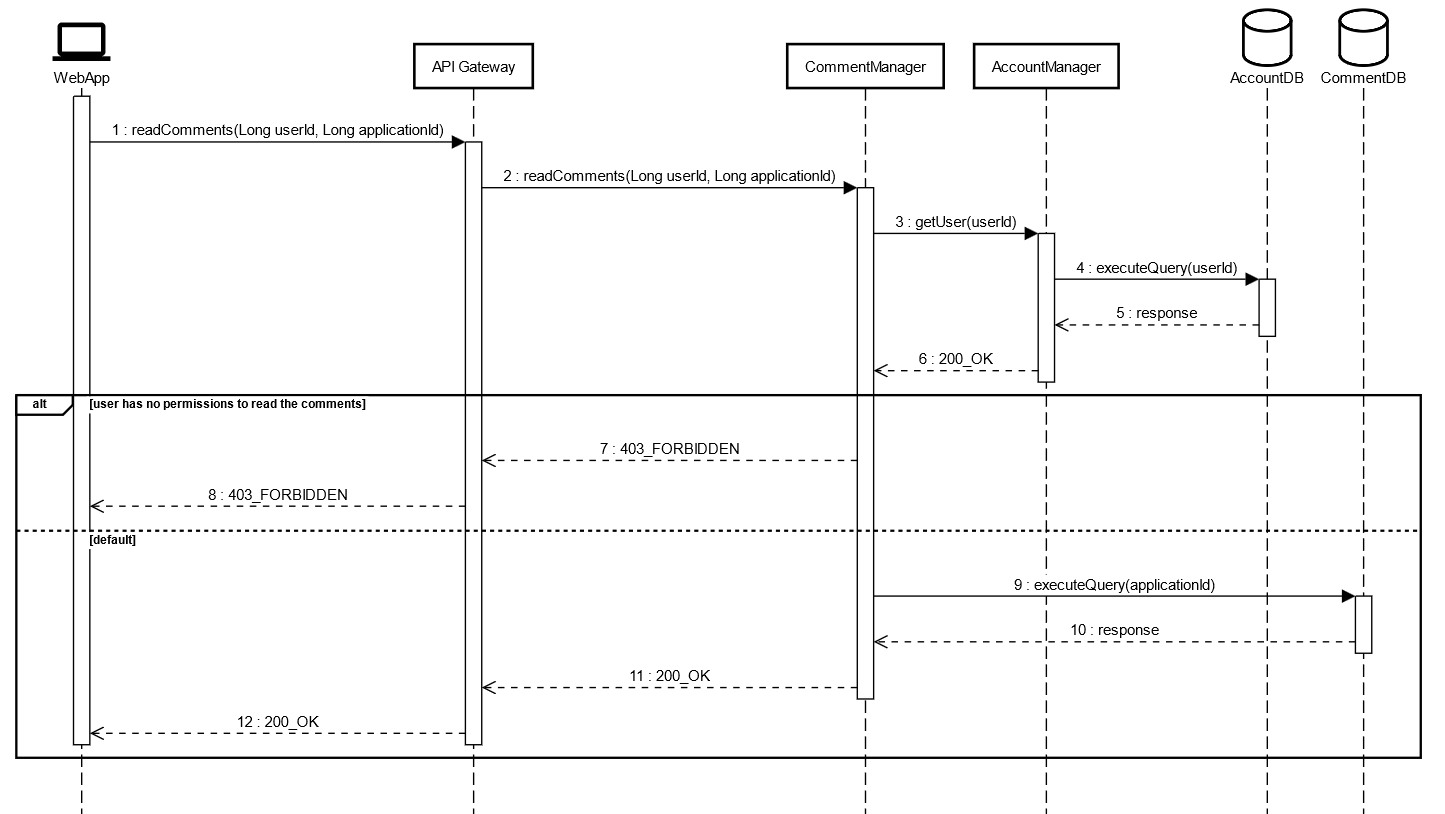 WebApp
API Gateway
CommentManager
AccountManager
AccountDB
CommentDB
1 : readComments(Long userId, Long applicationId)
2 : readComments(Long userId, Long applicationId)
3 : getUser(userId)
4 : executeQuery(userId)
5 : response
6 : 200_OK
alt
[user has no permissions to read the comments]
7 : 403_FORBIDDEN
8 : 403_FORBIDDEN
[default]
9 : executeQuery(applicationId)
10 : response
11 : 200_OK
12 : 200_OK